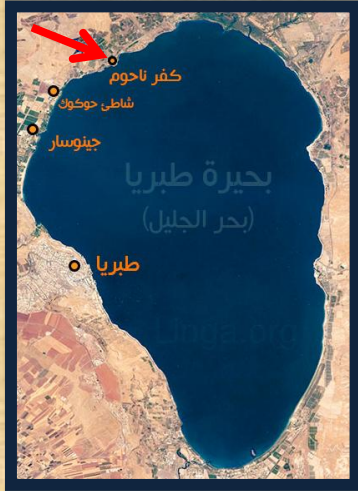 كفر ناحوم
شاطئ حوكوك
جينوسار
بحيرة طبريا
(بحر الجليل)
طبريا